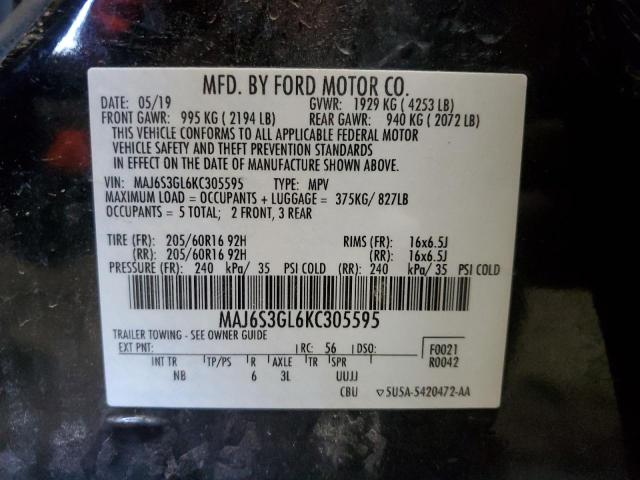 MFD. BY FORD MOTOR CO.
DATE: 05/19 GVWR: 1929 KG ( 4253 LB)
FRONT GAWR: 995 KG ( 2194 LB) REAR GAWR: 940 KG ( 2072 LB)
THIS VEHICLE CONFORMS TO ALL APPLICABLE FEDERAL MOTOR
VEHICLE SAFETY AND THEFT PREVENTION STANDARDS
IN EFFECT ON THE DATE OF MANUFACTURE SHOWN ABOVE.
VIN: MAJ6S3GL6KC305595 TYPE: MPV
MAXIMUM LOAD = OCCUPANTS + LUGGAGE = 375KG/ 827LB
OCCUPANTS = 5 TOTAL; 2 FRONT, 3 REAR
TIRE (FR): 205/60R16 92H RIMS (FR): 16x6.5J
(RR): 205/60R16 92H (RR): 16x6.5J
PRESSURE (FR): 240 kPa/ 35 PSI COLD (RR): 240 kPa/ 35 PSI COLD
MAJ6S3GL6KC305595
TRAILER TOWING - SEE OWNER GUIDE
EXT PNT: RC: 56 DSO: F0021
R0042
INT TR TP/PS R AXLE TR SPR
NB 6 3L UUJJ
CBU ▽5USA-5420472-AA